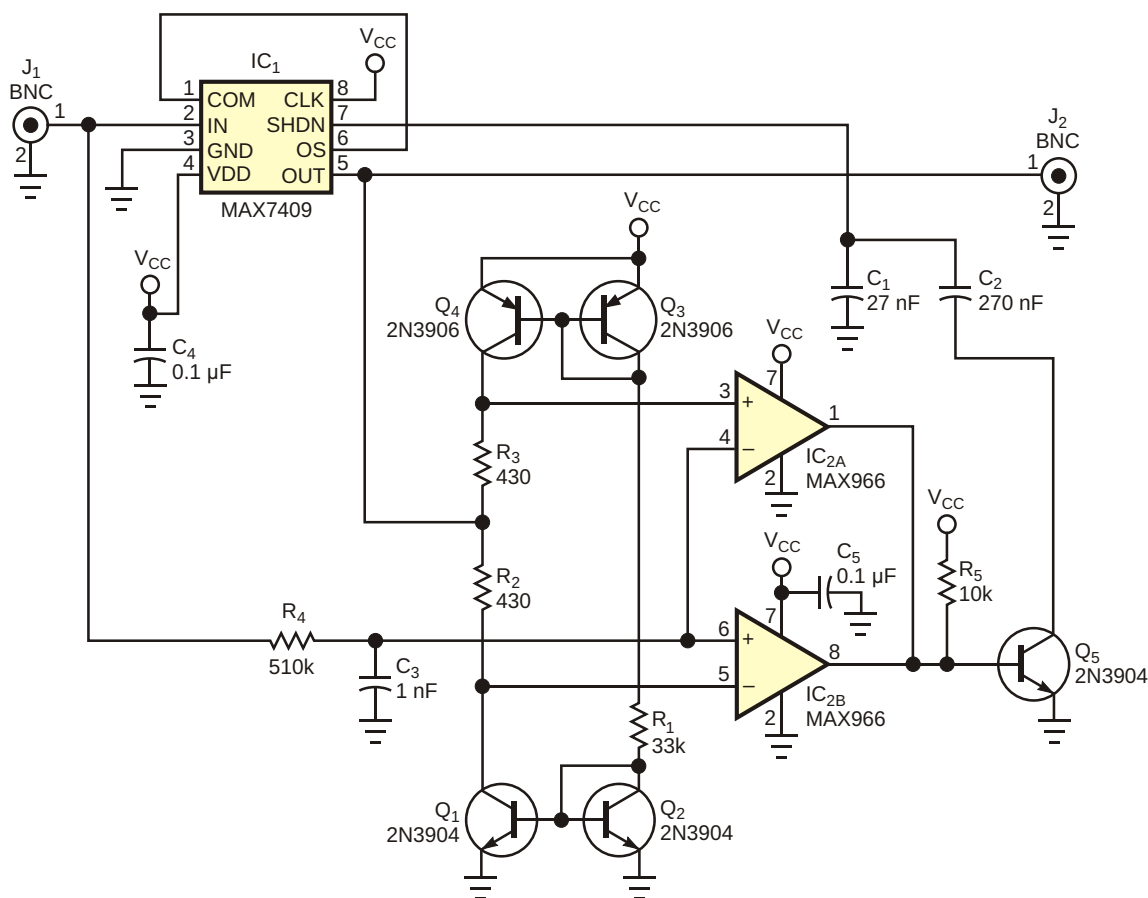 J1
BNC
1
2
IC1
VCC
1
2
3
4
COM
IN
GND
VDD
CLK
SHDN
OS
OUT
8
7
6
5
MAX7409
J2
BNC
1
2
VCC
C4
0.1 µF
VCC
Q4
2N3906
Q3
2N3906
C1
27 nF
C2
270 nF
VCC
7
3
+
4
–
1
2
IC2A
MAX966
R3
430
R2
430
VCC
C5
0.1 µF
7
VCC
R5
10k
R4
510k
C3
1 nF
6
+
5
–
8
2
IC2B
MAX966
Q5
2N3904
R1
33k
Q1
2N3904
Q2
2N3904